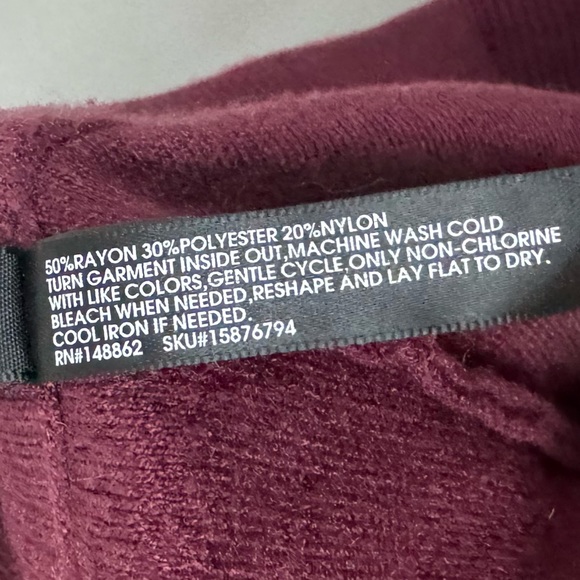 50%RAYON 30%POLYESTER 20%NYLON
TURN GARMENT INSIDE OUT,MACHINE WASH COLD
WITH LIKE COLORS,GENTLE CYCLE,ONLY NON-CHLORINE
BLEACH WHEN NEEDED,RESHAPE AND LAY FLAT TO DRY.
COOL IRON IF NEEDED.
RN#148862 SKU#15876794